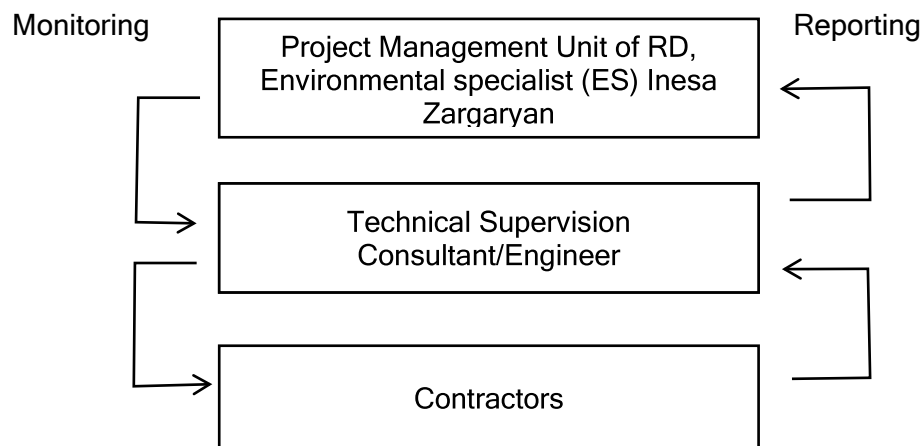 Monitoring
Reporting
Project Management Unit of RD,
Environmental specialist (ES) Inesa
Zargaryan
Technical Supervision
Consultant/Engineer
Contractors